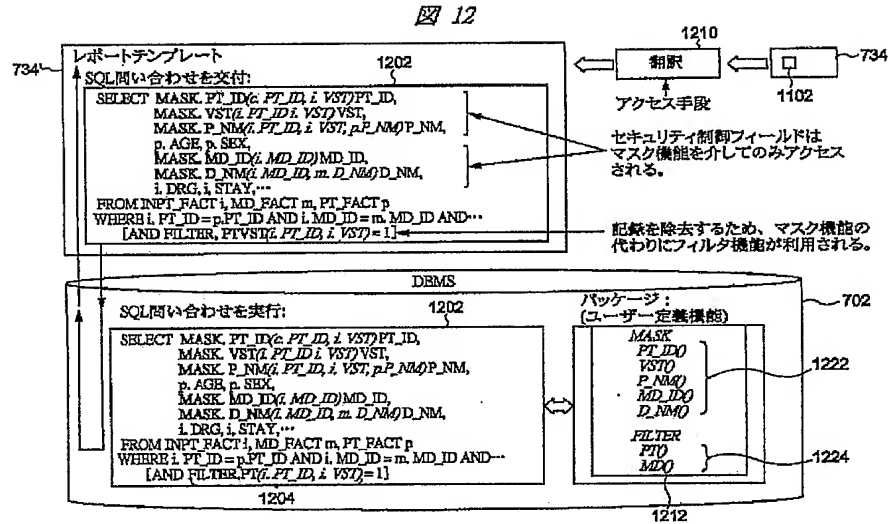 図 12
レポートテンプレート
734'
SQL問い合わせを交付:
1202
SELECT MASK. PT_ID(c. PT_ID, i. VST)PT_ID,
MASK. VST(i. PT_ID i. VST)VST,
MASK. P_NM(i. PT_ID, i. VST, p.P_NM)P_NM,
p. AGE, p. SEX,
MASK. MD_ID(i. MD_ID)MD_ID,
MASK. D_NM(i. MD_ID, m. D_NM)D_NM,
i. DRG, i. STAY,…
FROM INPT_FACT i, MD_FACT m, PT_FACT p
WHERE i. PT_ID=p.PT_ID AND i. MD_ID=m. MD_ID AND…
[AND FILTER, PTVST(i. PT_ID, i. VST)=1]
1210
翻訳
アクセス手段
734
1102
セキュリティ制御フィールドは
マスク機能を介してのみアクセス
される。
記録を除去するため、マスク機能の
代わりにフィルタ機能が利用される。
DBMS
702
SQL問い合わせを実行:
1202
SELECT MASK. PT_ID(c. PT_ID, i. VST)PT_ID,
MASK. VST(i. PT_ID i. VST)VST,
MASK. P_NM(i. PT_ID, i. VST, p.P_NM)P_NM,
p. AGE, p. SEX,
MASK. MD_ID(i. MD_ID)MD_ID,
MASK. D_NM(i. MD_ID, m. D_NM)D_NM,
i. DRG, i. STAY,…
FROM INPT_FACT i, MD_FACT m, PT_FACT p
WHERE i. PT_ID=p.PT_ID AND i, MD_ID=m. MD_ID AND…
[AND FILTER,PT(i. PT_ID, i. VST)=1]
1204
パッケージ:
(ユーザー定義機能)
MASK
PT_ID()
VST()
P_NM()
MD_ID()
D_NM()
1222
FILTER
PT()
MD()
1224
1212